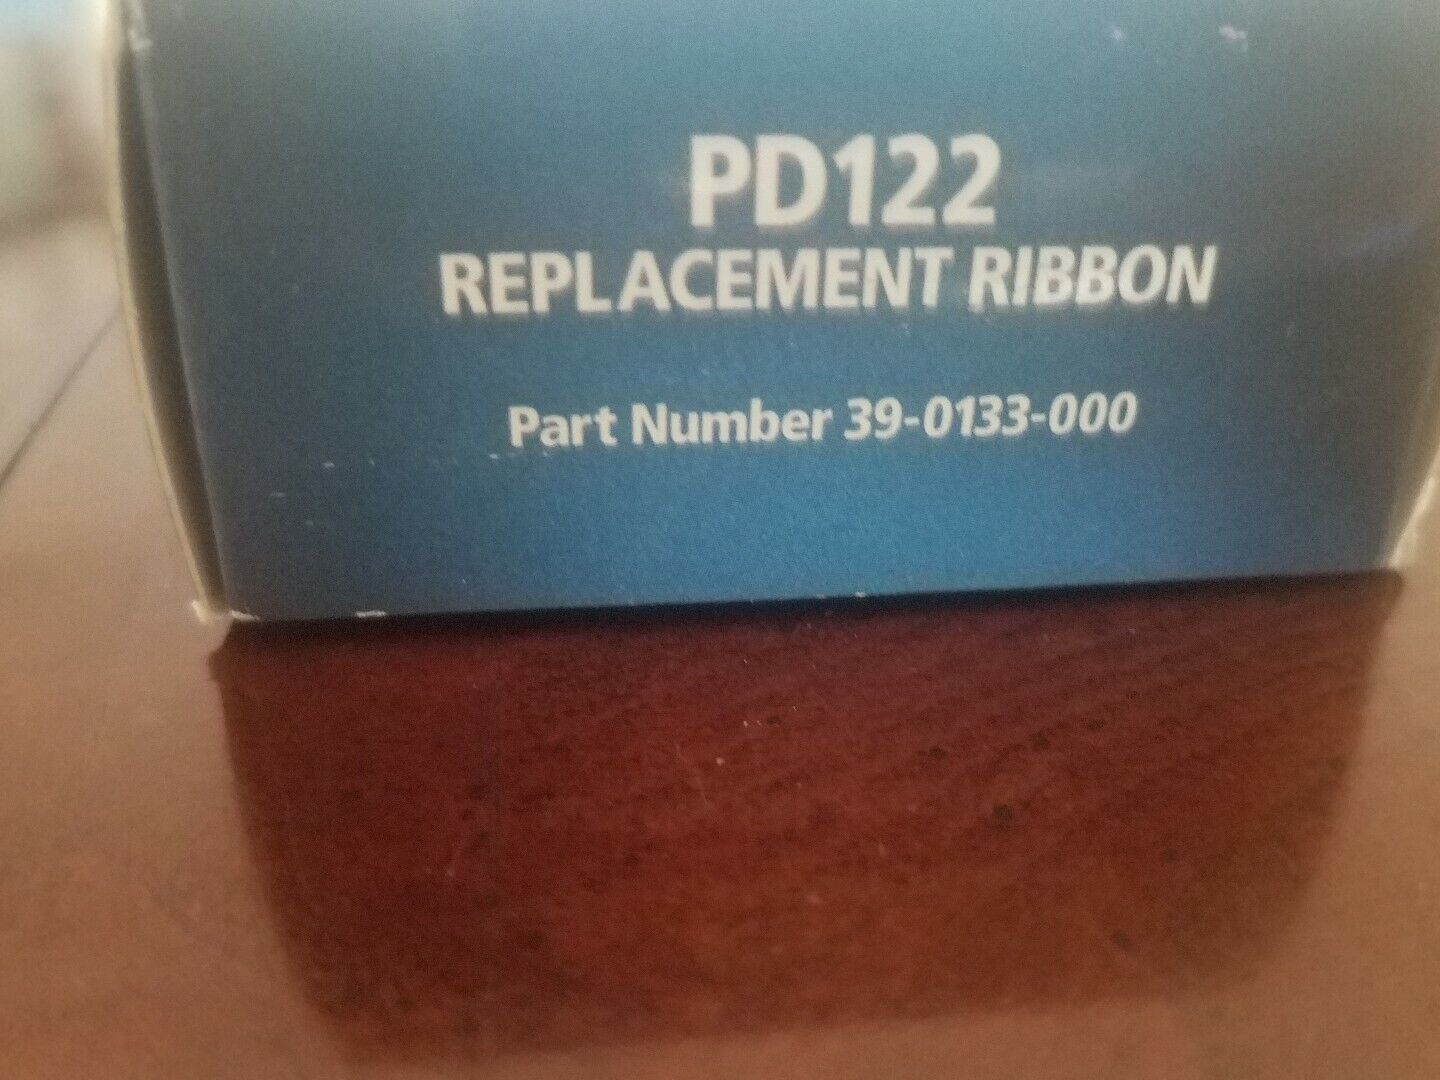 PD122
REPLACEMENT RIBBON
Part Number 39-0133-000